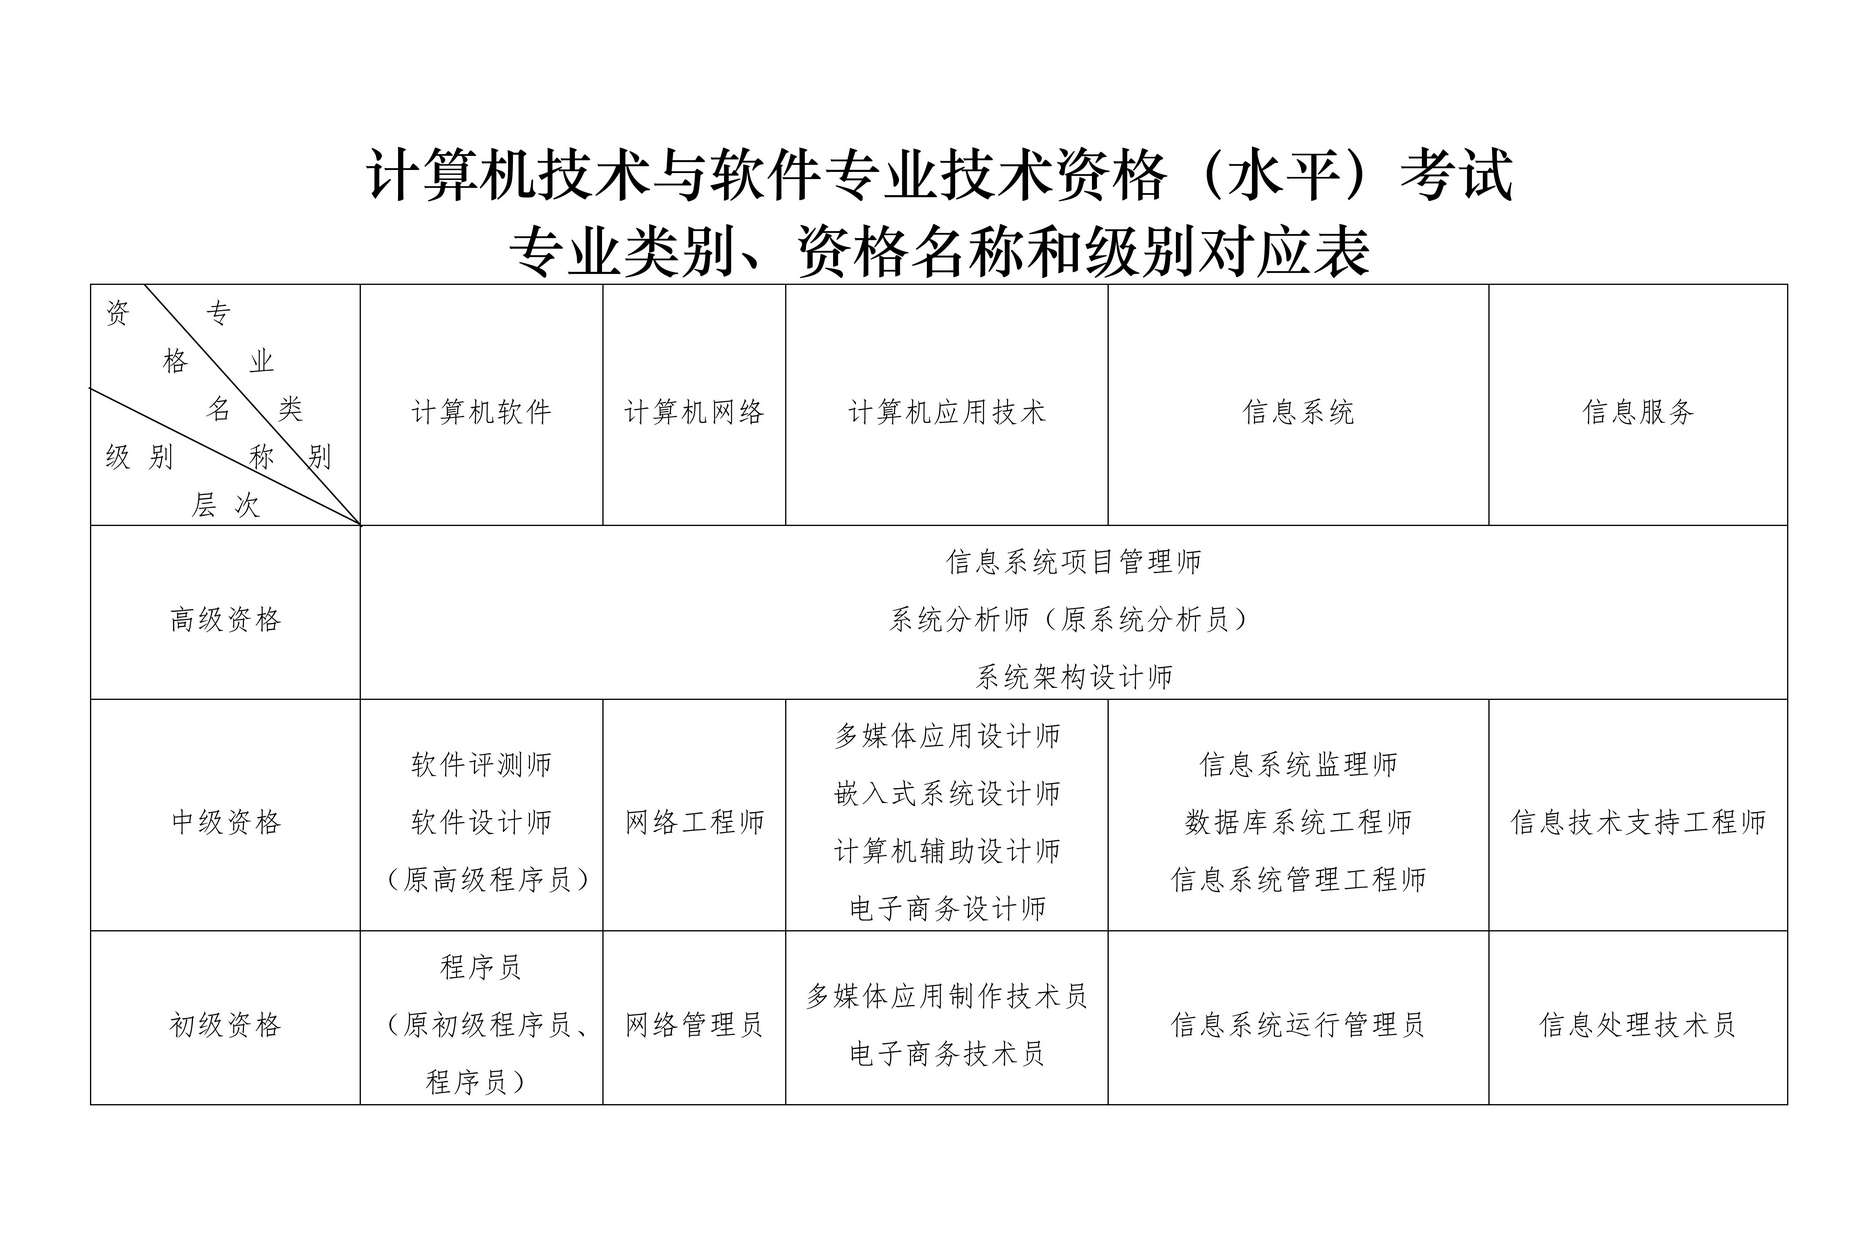 计算机技术与软件专业技术资格（水平）考试
专业类别、资格名称和级别对应表
资 专
格 业
名 类
级 别 称 别
层 次
计算机软件
计算机网络
计算机应用技术
信息系统
信息服务
高级资格
信息系统项目管理师
系统分析师（原系统分析员）
系统架构设计师
中级资格
软件评测师
软件设计师
（原高级程序员）
网络工程师
多媒体应用设计师
嵌入式系统设计师
计算机辅助设计师
电子商务设计师
信息系统监理师
数据库系统工程师
信息系统管理工程师
信息技术支持工程师
初级资格
程序员
（原初级程序员、
程序员）
网络管理员
多媒体应用制作技术员
电子商务技术员
信息系统运行管理员
信息处理技术员